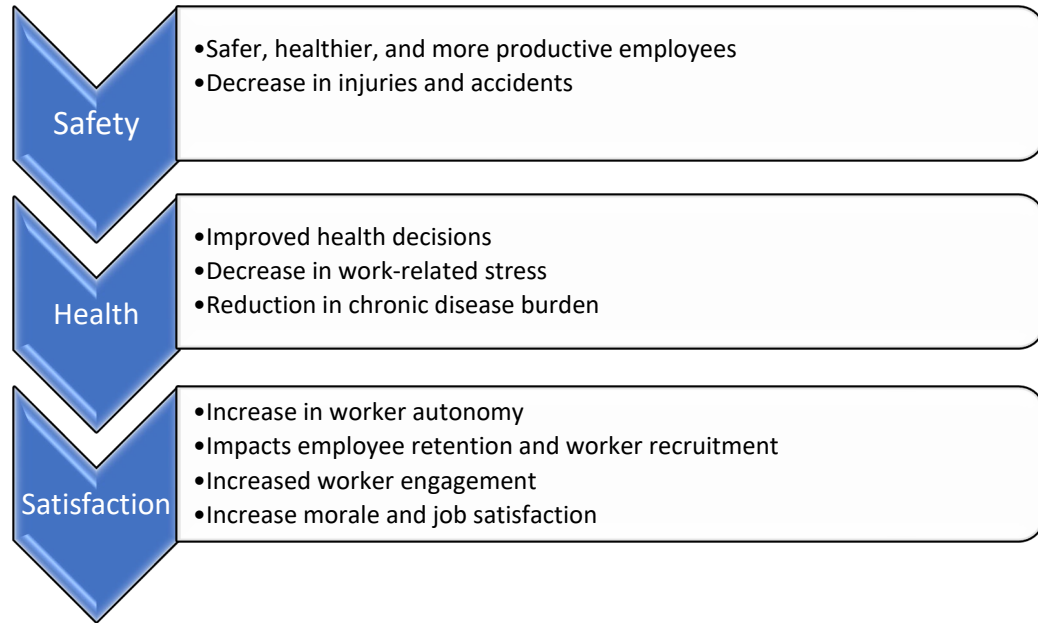 Safety
•Safer, healthier, and more productive employees
•Decrease in injuries and accidents
Health
•Improved health decisions
•Decrease in work-related stress
•Reduction in chronic disease burden
Satisfaction
•Increase in worker autonomy
•Impacts employee retention and worker recruitment
•Increased worker engagement
•Increase morale and job satisfaction